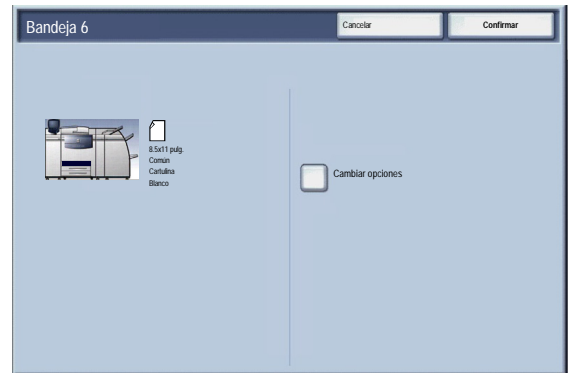 Bandeja 6
Cancelar
Confirmar
8.5x11 pulg.
Común
Cartulina
Blanco
Cambiar opciones